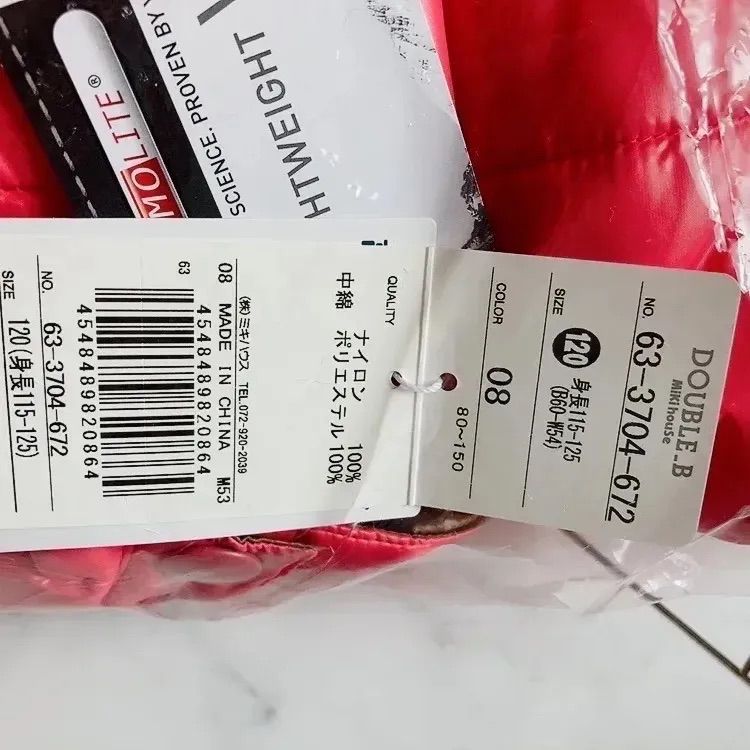 MOLITE®
SCIENCE. PROVEN BY
HTWEIGHT
DOUBLE_B
MIKIHOUSE
NO. 63-3704-672
SIZE 120 身長115-125
(B60-W54)
COLOR 08
80~150
QUALITY
ナイロン 100%
中綿 ポリエステル 100%
(株)ミキハウス TEL.072-920-2039
08 MADE IN CHINA M53
4548489820864
63
4548489820864
NO. 63-3704-672
SIZE 120(身長115-125)